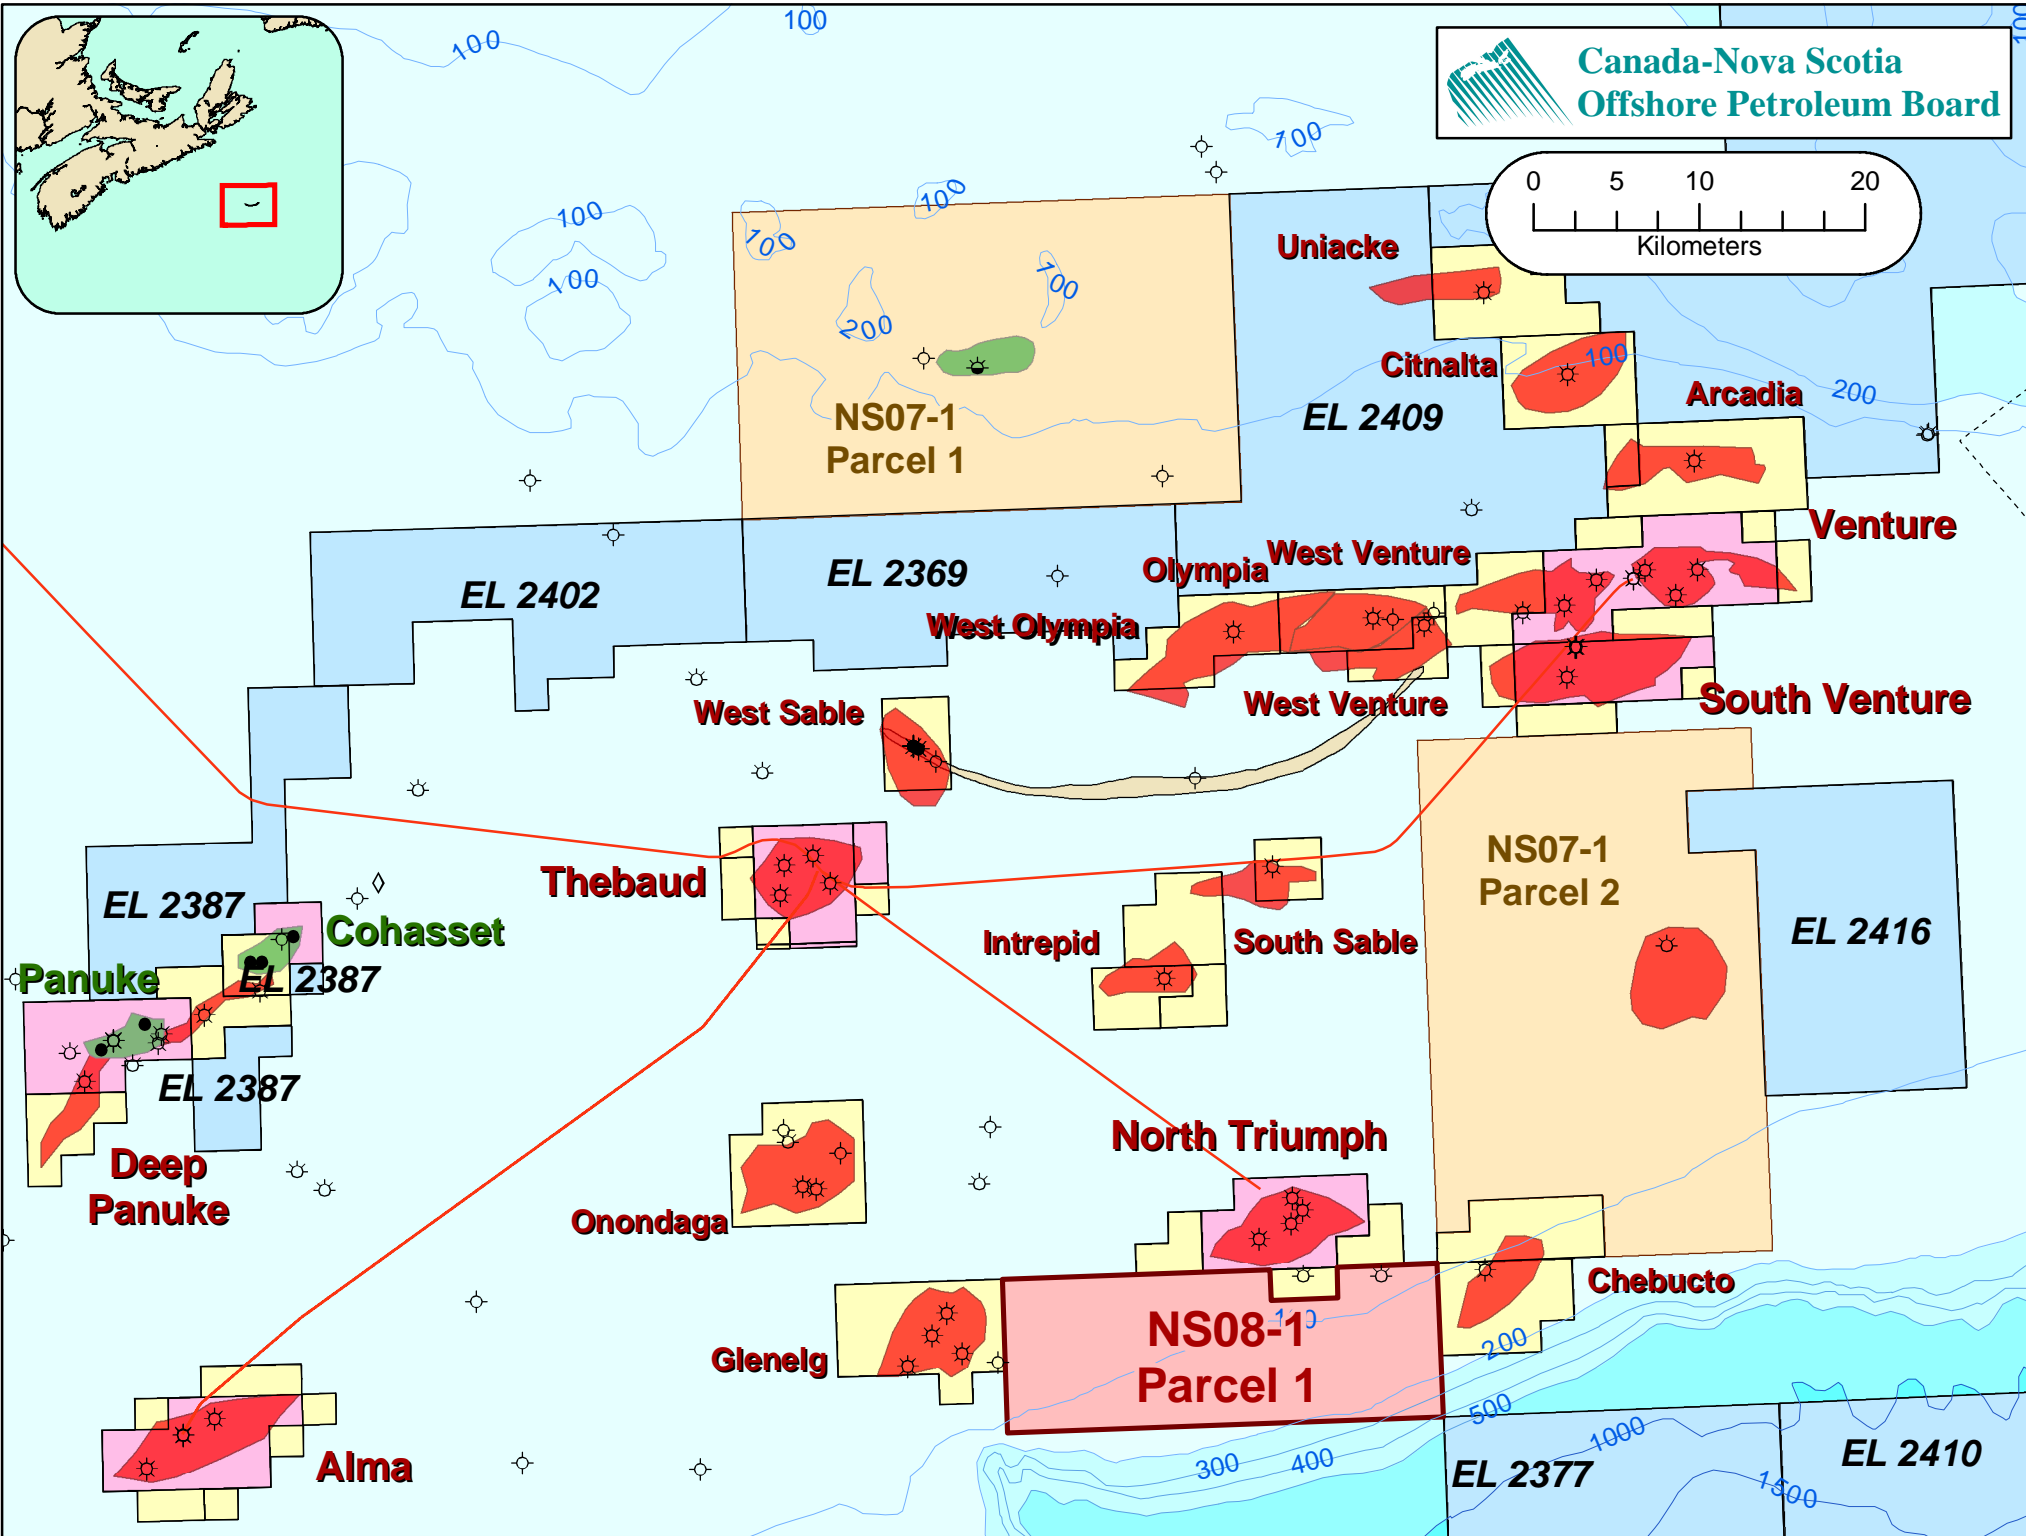 100
100
100
Canada-Nova Scotia
Offshore Petroleum Board
100
0 5 10 20
Kilometers
100
100
100
100
100
200
Uniacke
Citnalta
100
Arcadia
200
NS07-1
Parcel 1
EL 2409
Venture
West Venture
Olympia
EL 2369
EL 2402
West Olympia
West Sable
West Venture
South Venture
NS07-1
Parcel 2
Thebaud
EL 2387
Cohasset
EL 2416
Intrepid
South Sable
Panuke
EL 2387
EL 2387
North Triumph
Deep
Panuke
Onondaga
Chebucto
NS08-1
Parcel 1
200
Glenelg
500
1000
300
400
EL 2377
EL 2410
1500
Alma